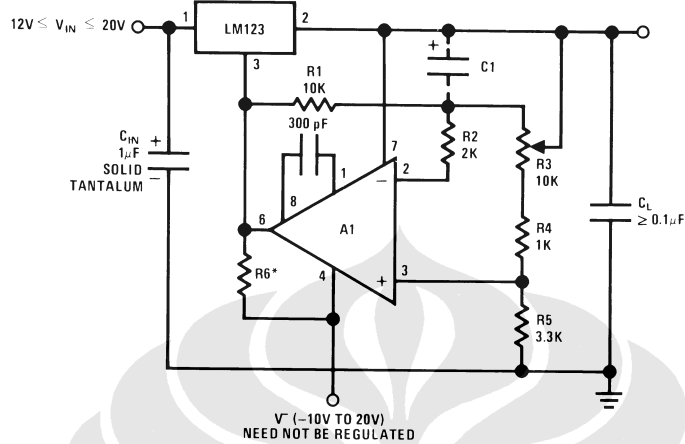 12V ≤ VIN ≤ 20V
1
LM123
2
3
R1
10K
+
C1
300 pF
CIN
1μF
SOLID
TANTALUM
+
−
8
1
7
R2
2K
2
−
R3
10K
6
A1
CL
≥ 0.1μF
R4
1K
R6*
4
+
3
R5
3.3K
V− (−10V TO 20V)
NEED NOT BE REGULATED